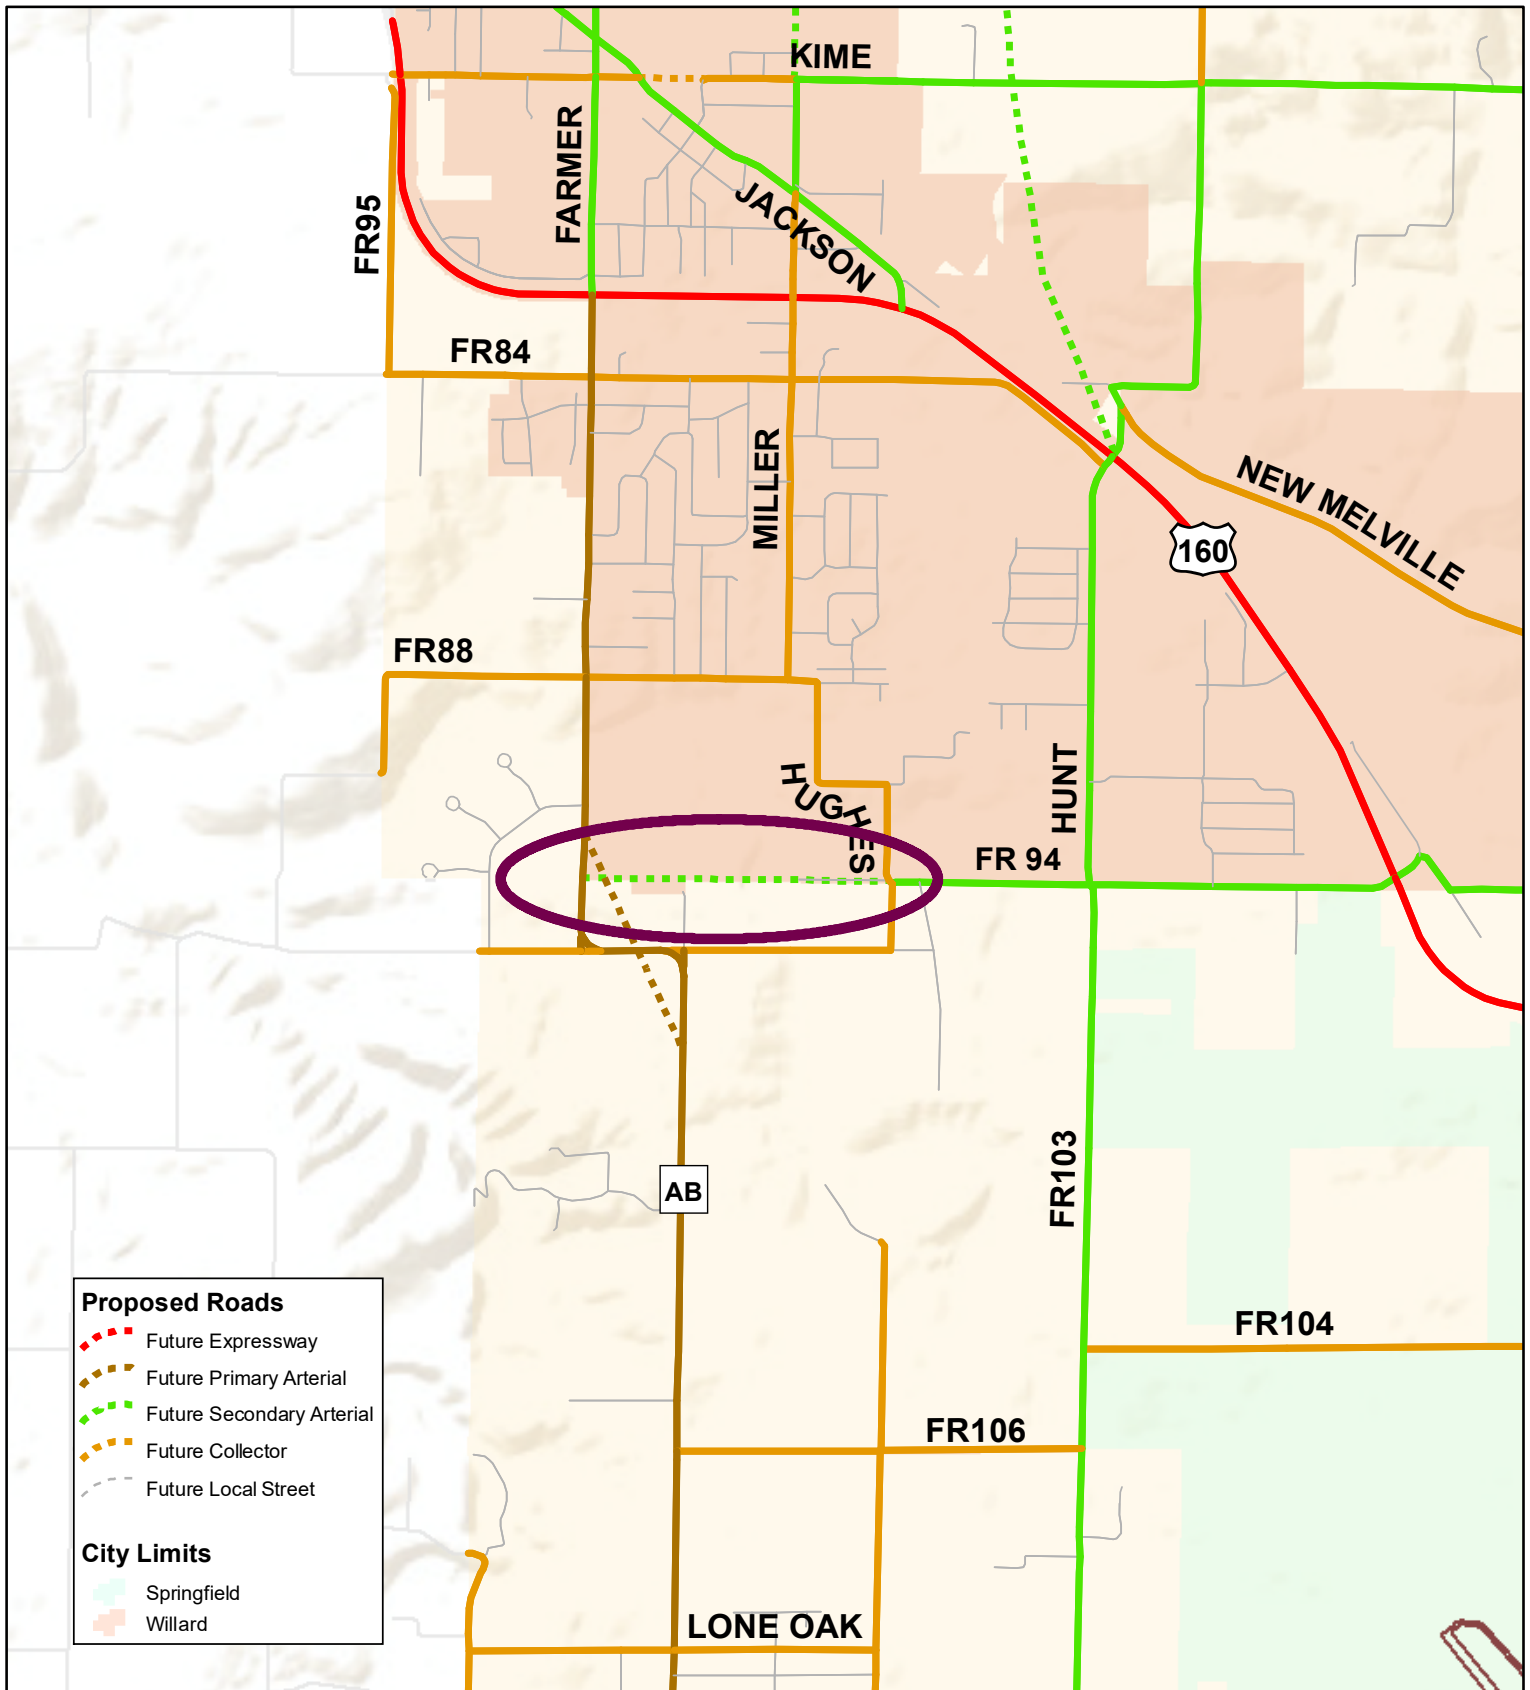 KIME
FARMER
FR95
JACKSON
FR84
MILLER
NEW MELVILLE
160
FR88
HUGHES
HUNT
FR 94
AB
FR103
FR104
FR106
LONE OAK
Proposed Roads
Future Expressway
Future Primary Arterial
Future Secondary Arterial
Future Collector
Future Local Street
City Limits
Springfield
Willard